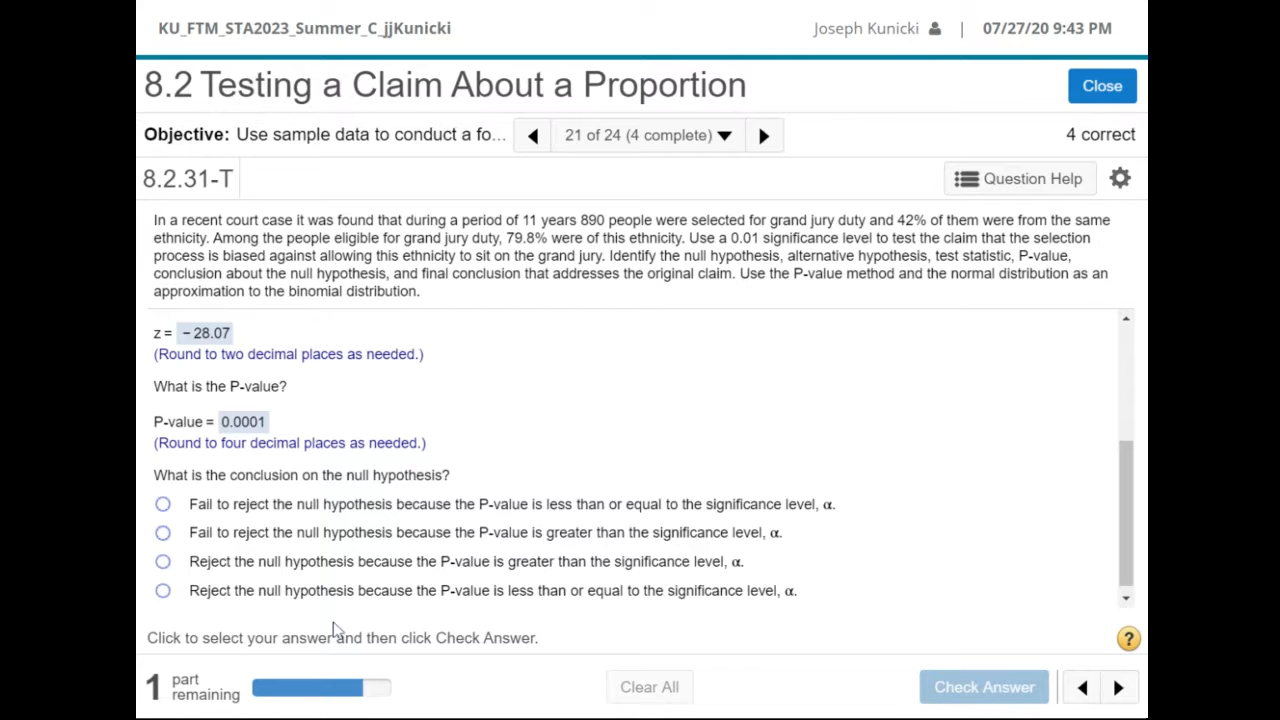 KU_FTM_STA2023_Summer_C_jjKunicki
Joseph Kunicki | 07/27/20 9:43 PM
8.2 Testing a Claim About a Proportion
Close
Objective: Use sample data to conduct a fo...
21 of 24 (4 complete)
4 correct
8.2.31-T
Question Help
In a recent court case it was found that during a period of 11 years 890 people were selected for grand jury duty and 42% of them were from the same
ethnicity. Among the people eligible for grand jury duty, 79.8% were of this ethnicity. Use a 0.01 significance level to test the claim that the selection
process is biased against allowing this ethnicity to sit on the grand jury. Identify the null hypothesis, alternative hypothesis, test statistic, P-value,
conclusion about the null hypothesis, and final conclusion that addresses the original claim. Use the P-value method and the normal distribution as an
approximation to the binomial distribution.
z = − 28.07
(Round to two decimal places as needed.)
What is the P-value?
P-value = 0.0001
(Round to four decimal places as needed.)
What is the conclusion on the null hypothesis?
Fail to reject the null hypothesis because the P-value is less than or equal to the significance level, α.
Fail to reject the null hypothesis because the P-value is greater than the significance level, α.
Reject the null hypothesis because the P-value is greater than the significance level, α.
Reject the null hypothesis because the P-value is less than or equal to the significance level, α.
Click to select your answer and then click Check Answer.
?
1 part remaining
Clear All
Check Answer